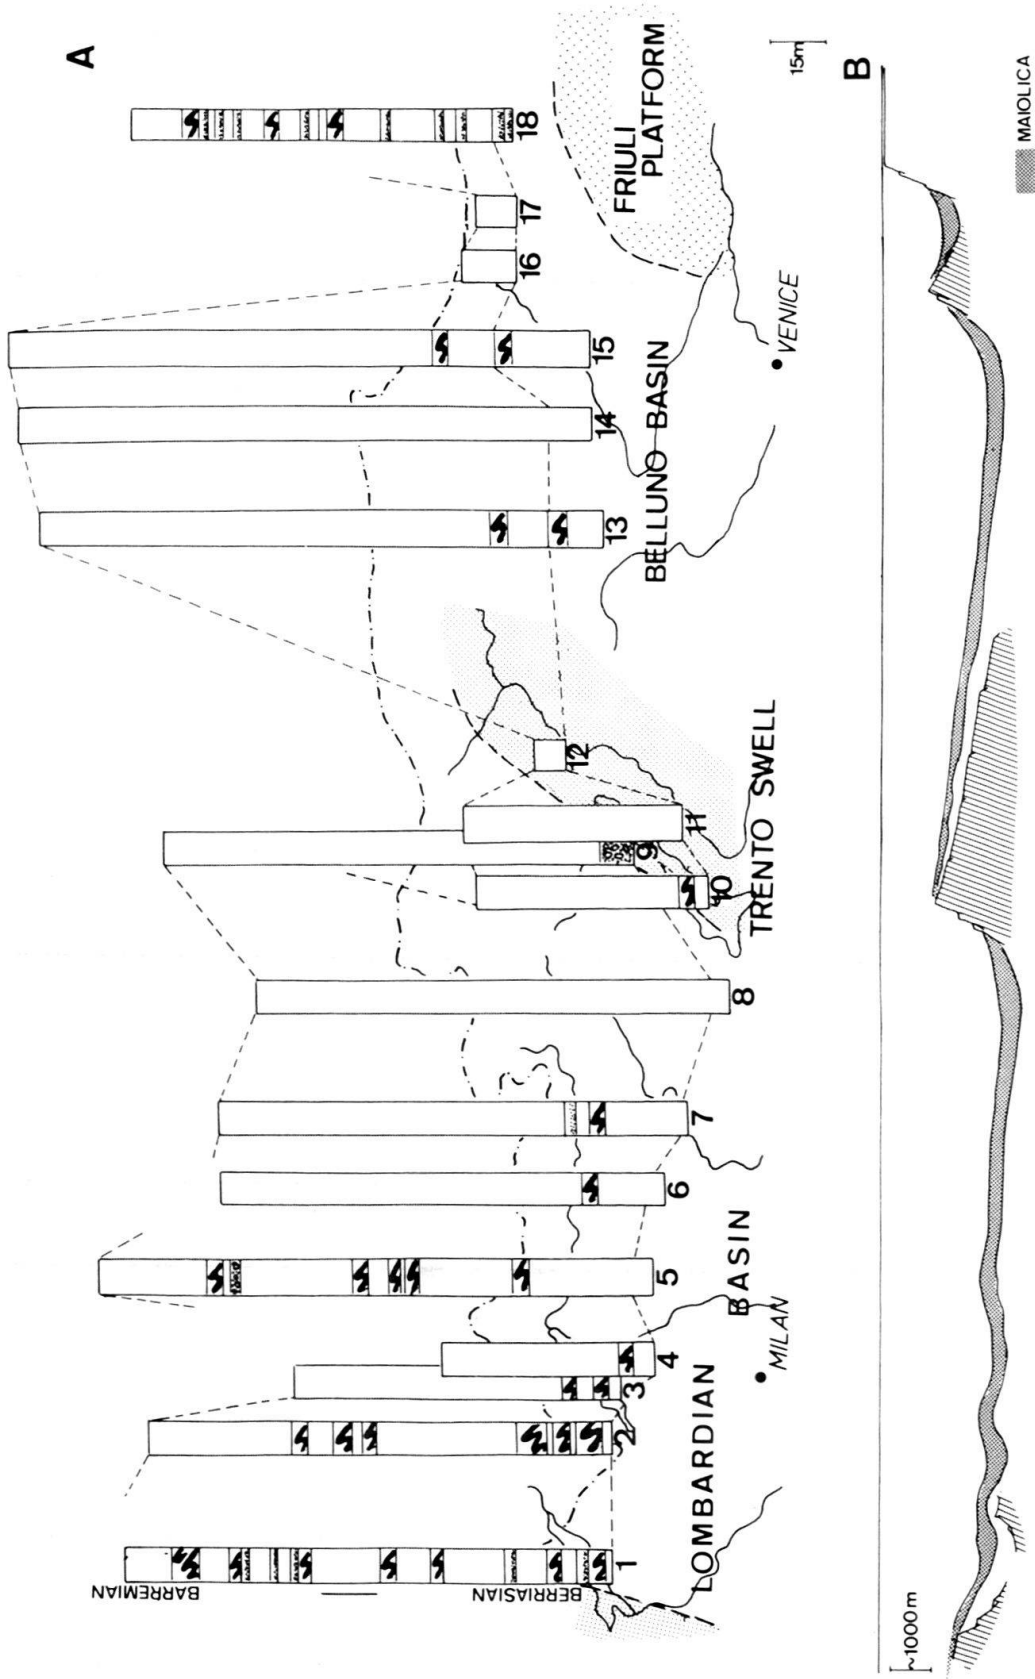 A
BARREMIAN
BERRIASIAN
1
2
3
4
5
6
7
8
10
9
11
12
13
14
15
16
17
18
LOMBARDIAN
BASIN
TRENTO SWELL
BELLUNO BASIN
FRIULI
PLATFORM
MILAN
VENICE
15m
B
~1000m
MAIOLICA